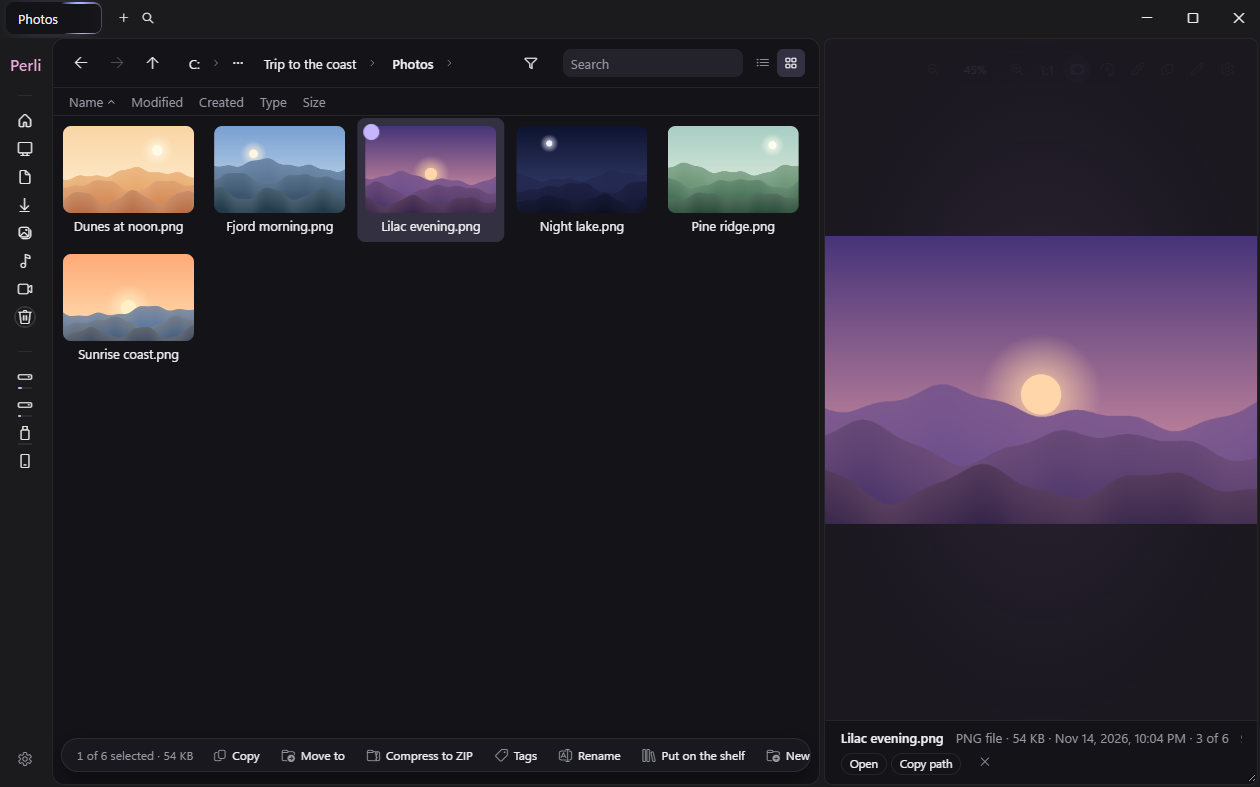 Photos
Perli
C: › ··· Trip to the coast › Photos ›
Search
45% 1:1
Name Modified Created Type Size
Dunes at noon.png Fjord morning.png Lilac evening.png Night lake.png Pine ridge.png
Sunrise coast.png
1 of 6 selected · 54 KB Copy Move to Compress to ZIP Tags Rename Put on the shelf New
Lilac evening.png PNG file · 54 KB · Nov 14, 2026, 10:04 PM · 3 of 6
Open Copy path